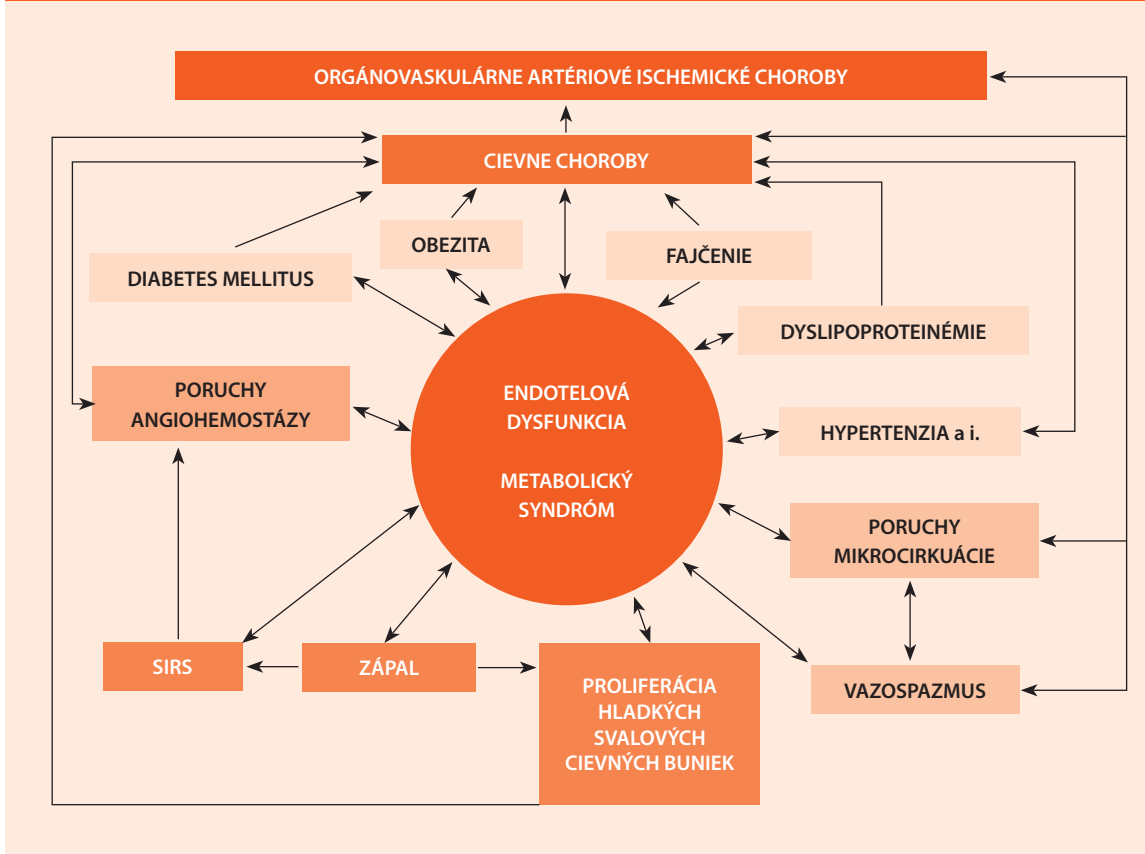 ORGÁNOVASKULÁRNE ARTÉRIOVÉ ISCHEMICKÉ CHOROBY
CIEVNE CHOROBY
OBEZITA
FAJČENIE
DIABETES MELLITUS
DYSLIPOPROTEINÉMIE
PORUCHY
ANGIOHEMOSTÁZY
ENDOTELOVÁ
DYSFUNKCIA
METABOLICKÝ
SYNDRÓM
HYPERTENZIA a i.
PORUCHY
MIKROCIRKUÁCIE
SIRS
ZÁPAL
PROLIFERÁCIA
HLADKÝCH
SVALOVÝCH
CIEVNÝCH BUNIEK
VAZOSPAZMUS